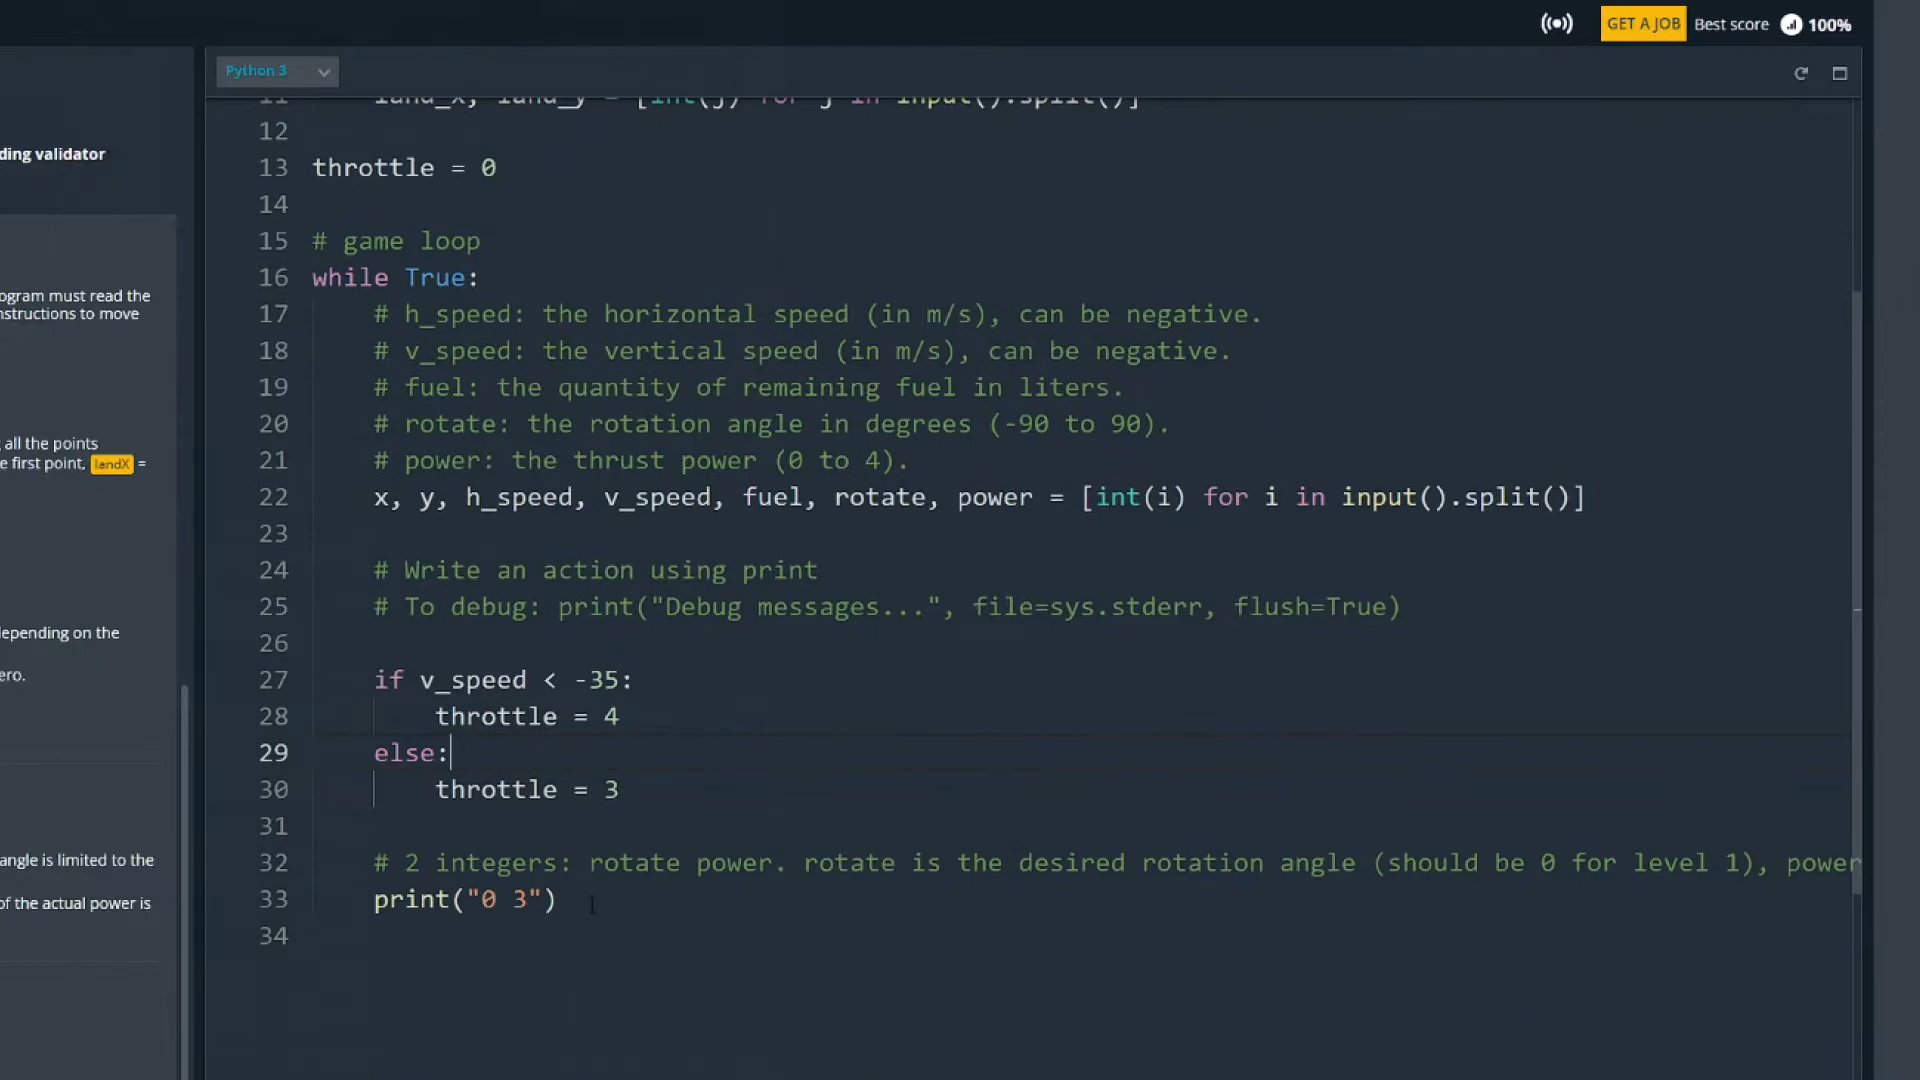 GET A JOB Best score 100%
Python 3
11 land_x, land_y = [int(j) for j in input().split()]
12
ding validator
13 throttle = 0
14
15 # game loop
16 while True:
ogram must read the
nstructions to move
17 # h_speed: the horizontal speed (in m/s), can be negative.
18 # v_speed: the vertical speed (in m/s), can be negative.
19 # fuel: the quantity of remaining fuel in liters.
20 # rotate: the rotation angle in degrees (-90 to 90).
all the points
e first point, landX =
21 # power: the thrust power (0 to 4).
22 x, y, h_speed, v_speed, fuel, rotate, power = [int(i) for i in input().split()]
23
24 # Write an action using print
25 # To debug: print("Debug messages...", file=sys.stderr, flush=True)
26
depending on the
ero.
27 if v_speed < -35:
28 throttle = 4
29 else:
30 throttle = 3
31
angle is limited to the
of the actual power is
32 # 2 integers: rotate power. rotate is the desired rotation angle (should be 0 for level 1), power
33 print("0 3")
34